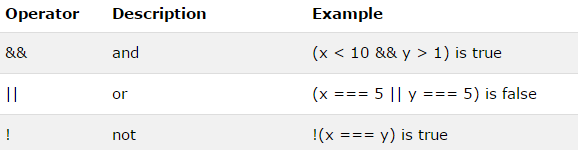 Operator Description Example
&& and (x < 10 && y > 1) is true
|| or (x === 5 || y === 5) is false
! not !(x === y) is true